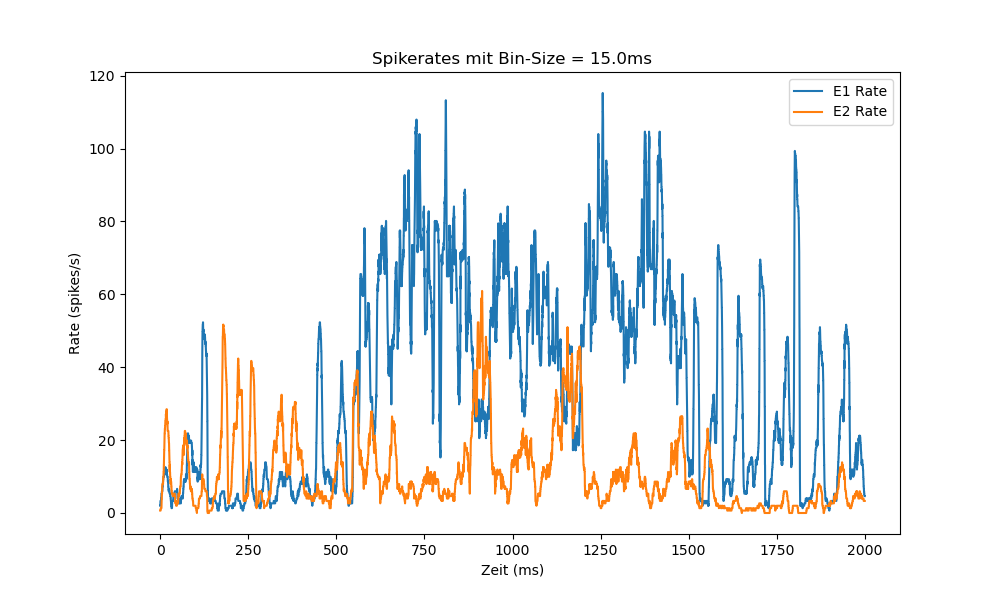 Spikerates mit Bin-Size = 15.0ms
E1 Rate
E2 Rate
120
100
80
60
40
20
0
Rate (spikes/s)
0 250 500 750 1000 1250 1500 1750 2000
Zeit (ms)